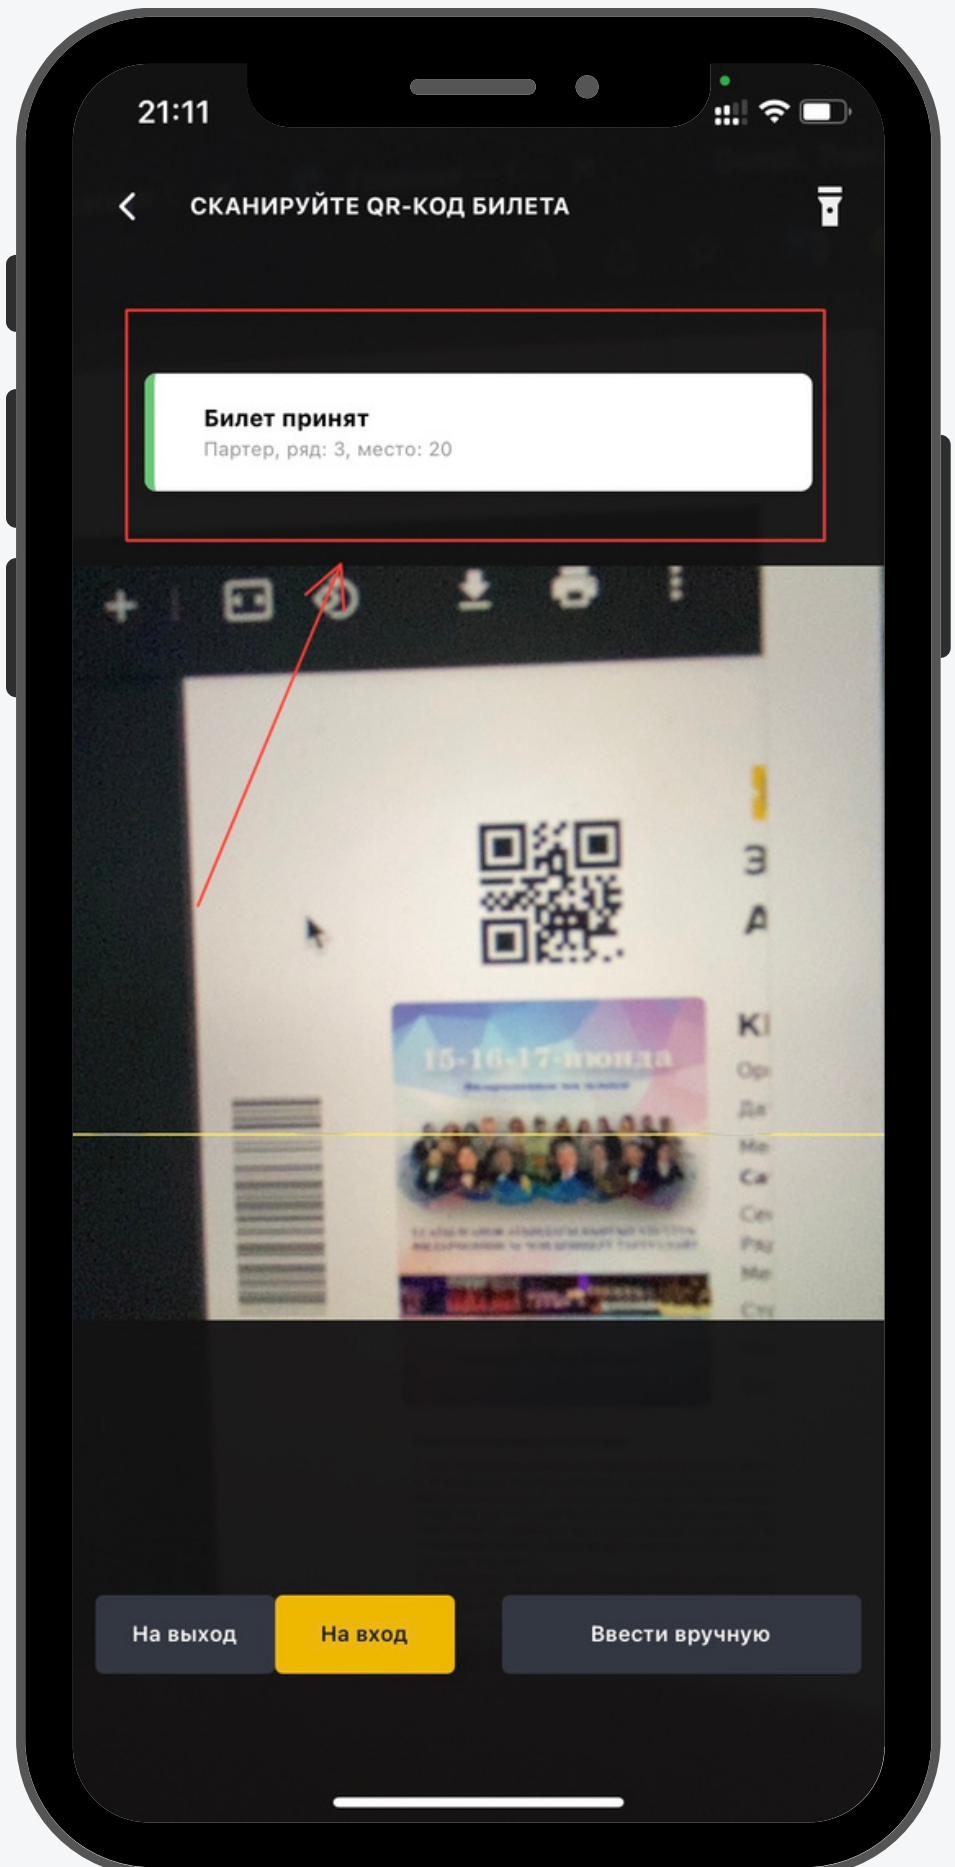 21:11
СКАНИРУЙТЕ QR-КОД БИЛЕТА
Билет принят
Партер, ряд: 3, место: 20
З
А
15-16-17-июнда
На выход
На вход
Ввести вручную